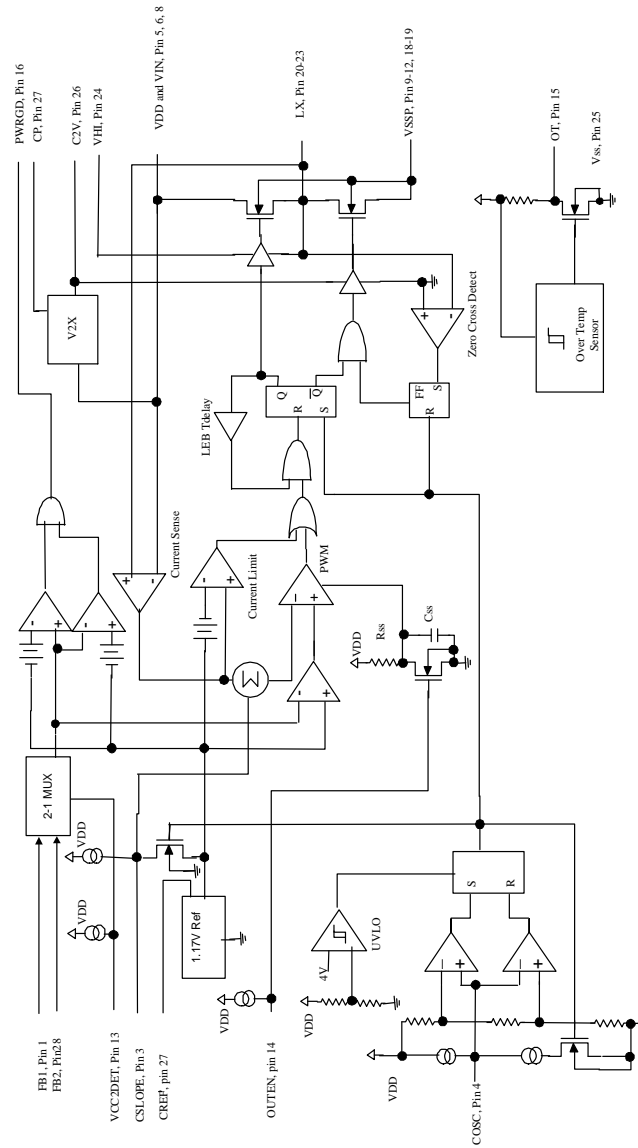 FB1, Pin 1
FB2, Pin28
VCC2DET, Pin 13
CSLOPE, Pin 3
CREF, pin 27
OUTEN, pin 14
COSC, Pin 4
VDD
VDD
VDD
VDD
VDD
2-1 MUX
1.17V Ref
4V
UVLO
S
R
-
+
-
+
-
+
-
+
Σ
-
+
+
-
Current Sense
-
+
Current Limit
-
+
PWM
VDD
Rss
Css
LEB Tdelay
R
S
Q
Q
V2X
FF
R
S
+
-
Zero Cross Detect
Over Temp
Sensor
PWRGD, Pin 16
CP, Pin 27
C2V, Pin 26
VHI, Pin 24
VDD and VIN, Pin 5, 6, 8
LX, Pin 20-23
VSSP, Pin 9-12, 18-19
OT, Pin 15
Vss, Pin 25